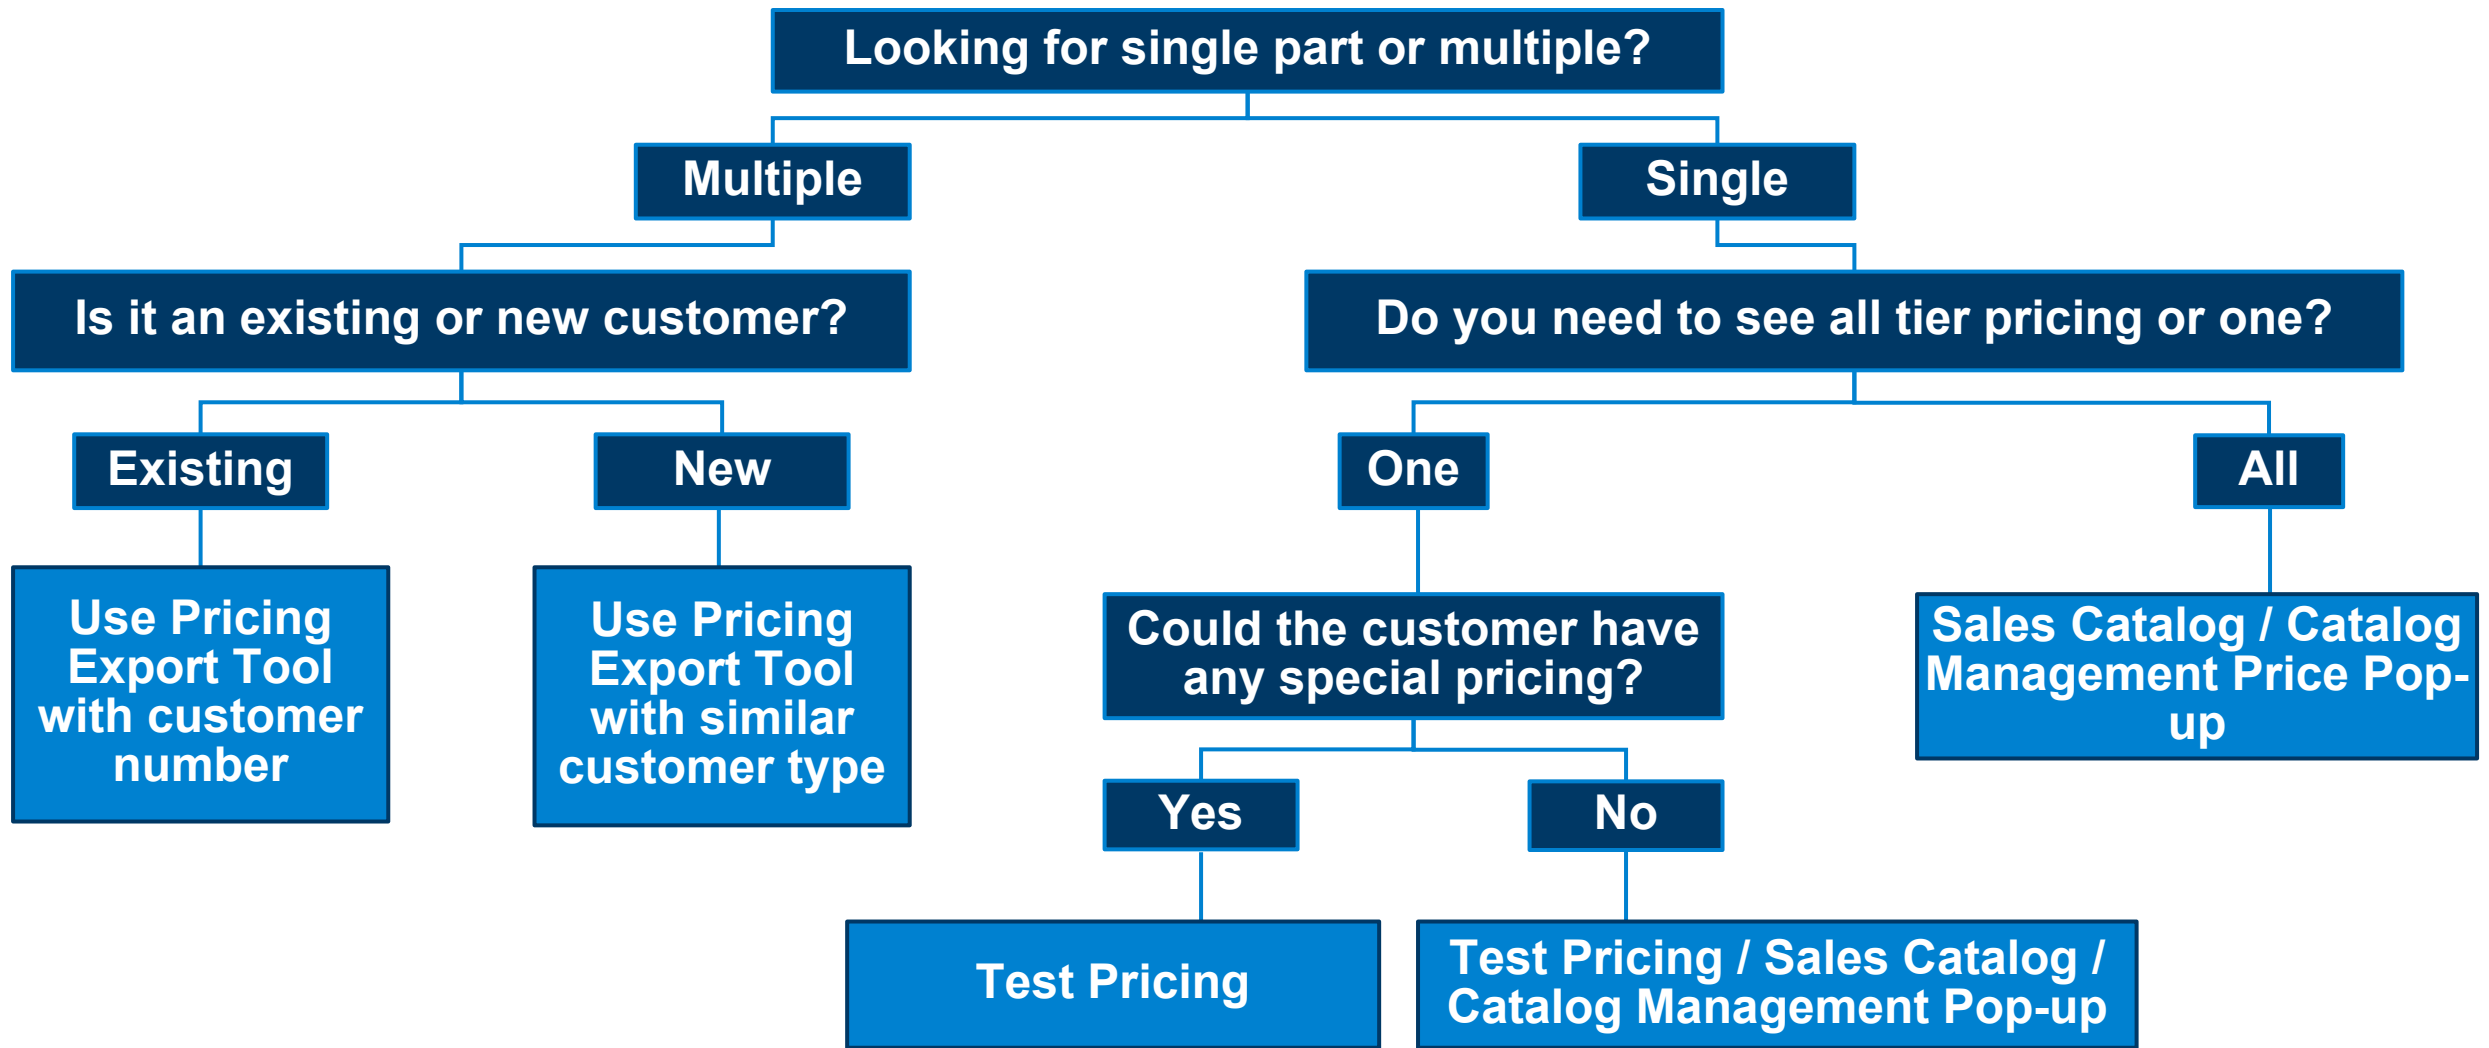 Looking for single part or multiple?
Multiple
Single
Is it an existing or new customer?
Do you need to see all tier pricing or one?
Existing
New
One
All
Use Pricing
Export Tool
with customer
number
Use Pricing
Export Tool
with similar
customer type
Could the customer have
any special pricing?
Sales Catalog / Catalog
Management Price Pop-
up
Yes
No
Test Pricing
Test Pricing / Sales Catalog /
Catalog Management Pop-up